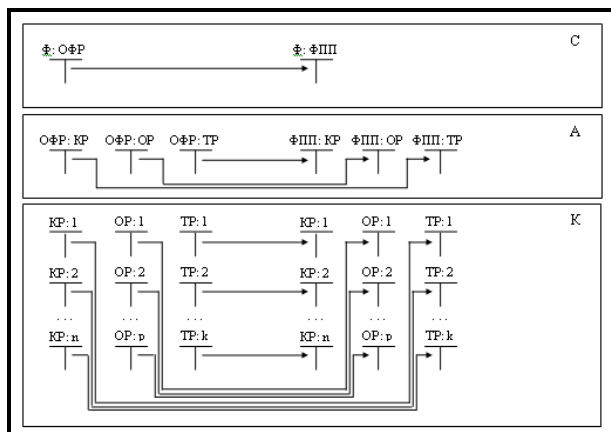 С
Ф: ОФР Ф: ФПП
А
ОФР: КР ОФР: ОР ОФР: ТР ФПП: КР ФПП: ОР ФПП: ТР
К
КР: 1 ОР: 1 ТР: 1 КР: 1 ОР: 1 ТР: 1
КР: 2 ОР: 2 ТР: 2 КР: 2 ОР: 2 ТР: 2
... ... ... ... ... ...
КР: n ОР: p ТР: k КР: n ОР: p ТР: k